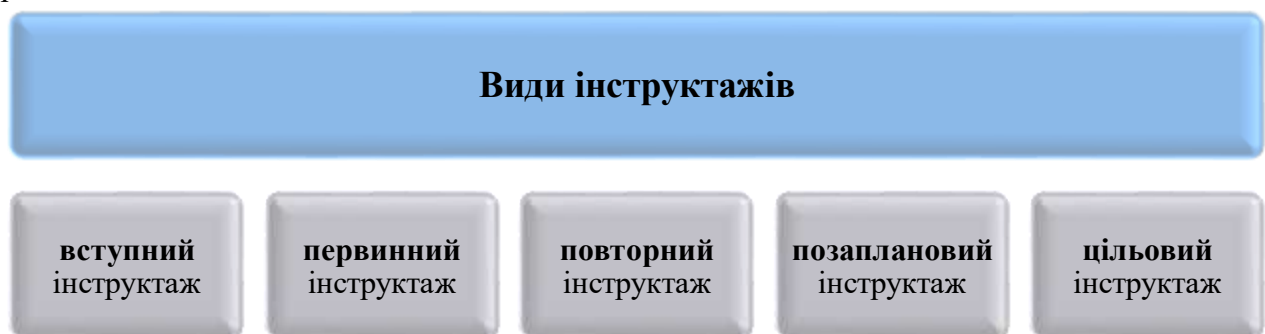 Види інструктажів
вступний
інструктаж
первинний
інструктаж
повторний
інструктаж
позаплановий
інструктаж
цільовий
інструктаж